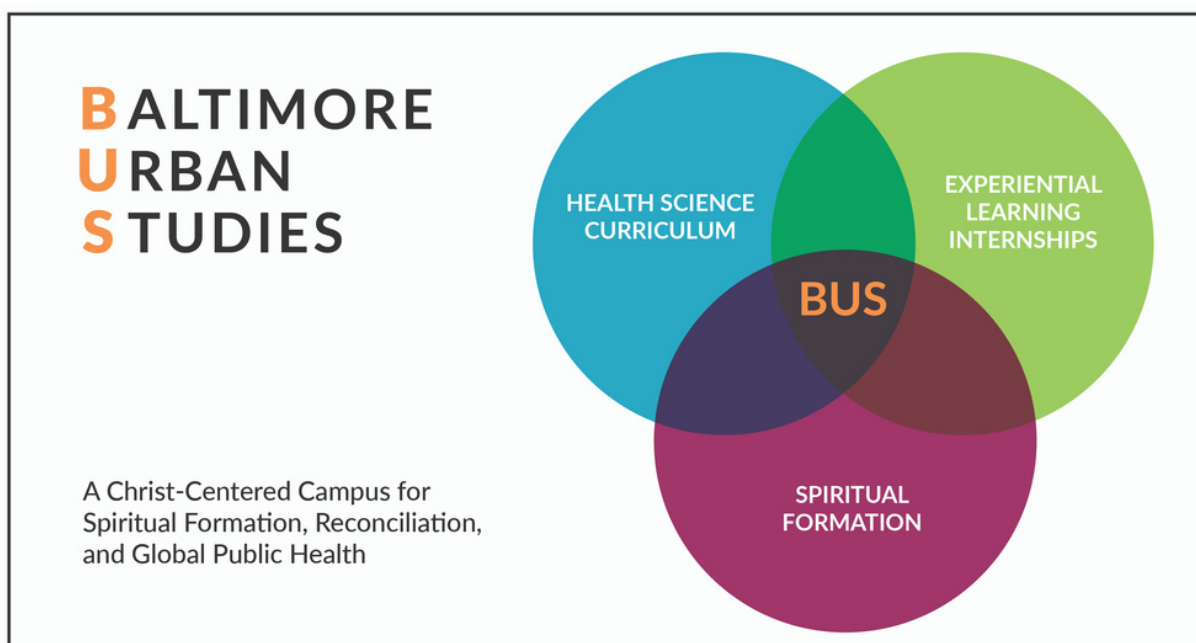 BALTIMORE
URBAN
STUDIES
A Christ-Centered Campus for
Spiritual Formation, Reconciliation,
and Global Public Health
HEALTH SCIENCE
CURRICULUM
EXPERIENTIAL
LEARNING
INTERNSHIPS
BUS
SPIRITUAL
FORMATION